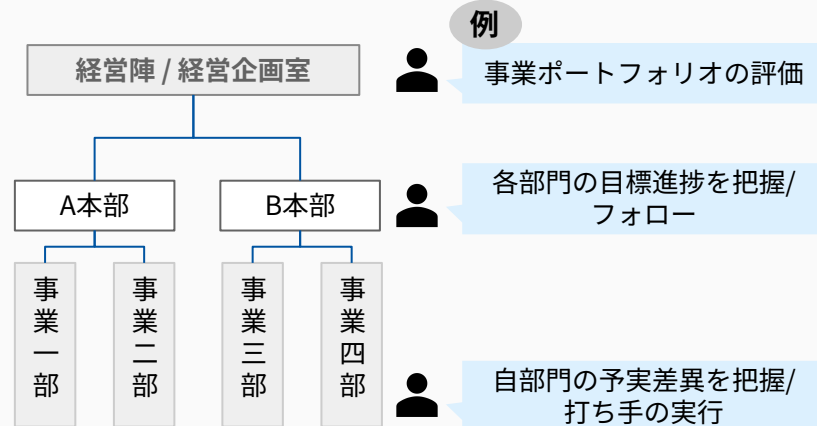 例
経営陣 / 経営企画室
事業ポートフォリオの評価
A本部
B本部
各部門の目標進捗を把握/
フォロー
事業一部
事業二部
事業三部
事業四部
自部門の予実差異を把握/
打ち手の実行